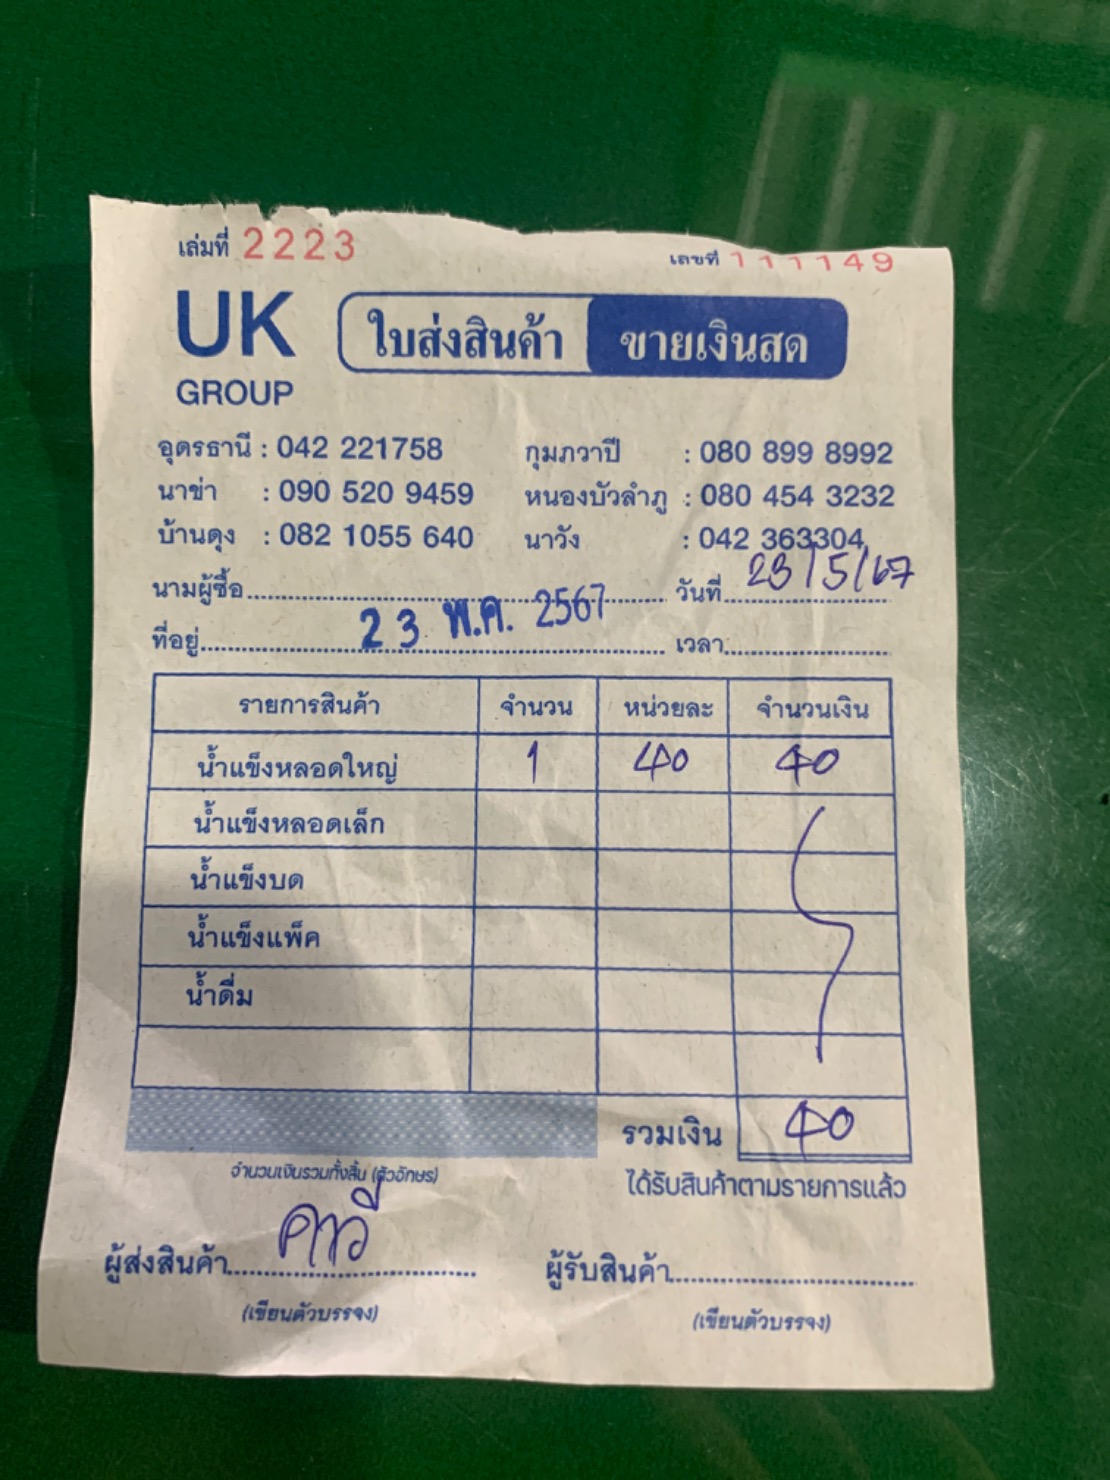 เล่มที่ 2223 เลขที่ 111149
UK GROUP ใบส่งสินค้า ขายเงินสด
อุดรธานี : 042 221758 กุมภวาปี : 080 899 8992
นาข่า : 090 520 9459 หนองบัวลำภู : 080 454 3232
บ้านดุง : 082 1055 640 นาวัง : 042 363304
นามผู้ซื้อ วันที่ 23/5/67
23 พ.ค. 2567
ที่อยู่ เวลา
รายการสินค้า จำนวน หน่วยละ จำนวนเงิน
น้ำแข็งหลอดใหญ่ 1 40 40
น้ำแข็งหลอดเล็ก
น้ำแข็งบด
น้ำแข็งแพ็ค
น้ำดื่ม
รวมเงิน 40
จำนวนเงินรวมทั้งสิ้น (ตัวอักษร) ได้รับสินค้าตามรายการแล้ว
ผู้ส่งสินค้า ผู้รับสินค้า
(เขียนตัวบรรจง) (เขียนตัวบรรจง)